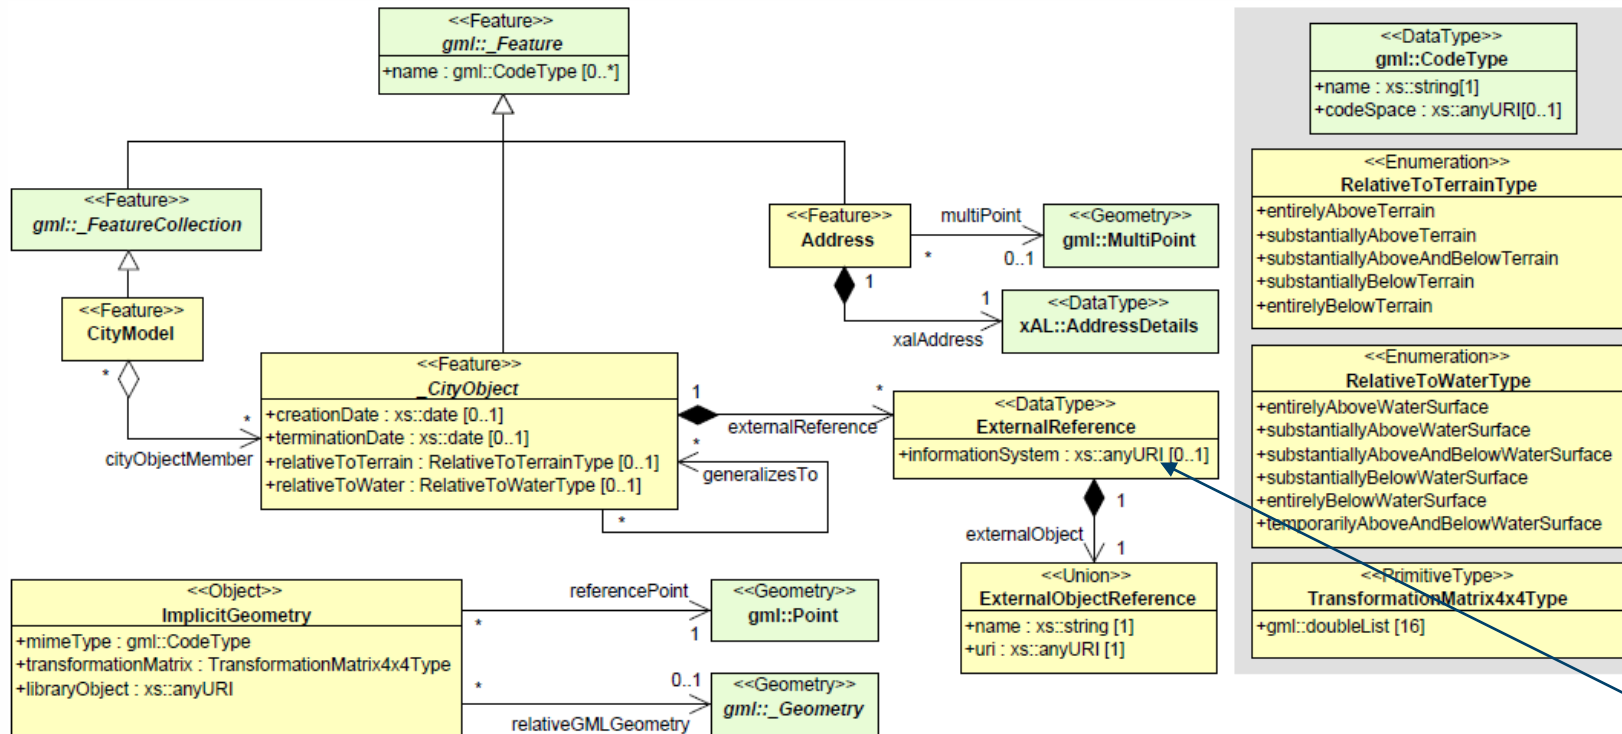 <<Feature>>
gml::_Feature
+name : gml::CodeType [0..*]
<<Feature>>
gml::_FeatureCollection
<<Feature>>
CityModel
*
*
cityObjectMember
<<Feature>>
Address
multiPoint
*
0..1
<<Geometry>>
gml::MultiPoint
1
1
xalAddress
<<DataType>>
xAL::AddressDetails
<<Feature>>
_CityObject
+creationDate : xs::date [0..1]
+terminationDate : xs::date [0..1]
+relativeToTerrain : RelativeToTerrainType [0..1]
+relativeToWater : RelativeToWaterType [0..1]
1
*
externalReference
*
generalizesTo
*
<<DataType>>
ExternalReference
+informationSystem : xs::anyURI [0..1]
1
externalObject
1
<<Union>>
ExternalObjectReference
+name : xs::string [1]
+uri : xs::anyURI [1]
<<Object>>
ImplicitGeometry
+mimeType : gml::CodeType
+transformationMatrix : TransformationMatrix4x4Type
+libraryObject : xs::anyURI
referencePoint
*
1
<<Geometry>>
gml::Point
*
0..1
relativeGMLGeometry
<<Geometry>>
gml::_Geometry
<<DataType>>
gml::CodeType
+name : xs::string[1]
+codeSpace : xs::anyURI[0..1]
<<Enumeration>>
RelativeToTerrainType
+entirelyAboveTerrain
+substantiallyAboveTerrain
+substantiallyAboveAndBelowTerrain
+substantiallyBelowTerrain
+entirelyBelowTerrain
<<Enumeration>>
RelativeToWaterType
+entirelyAboveWaterSurface
+substantiallyAboveWaterSurface
+substantiallyAboveAndBelowWaterSurface
+substantiallyBelowWaterSurface
+entirelyBelowWaterSurface
+temporarilyAboveAndBelowWaterSurface
<<PrimitiveType>>
TransformationMatrix4x4Type
+gml::doubleList [16]